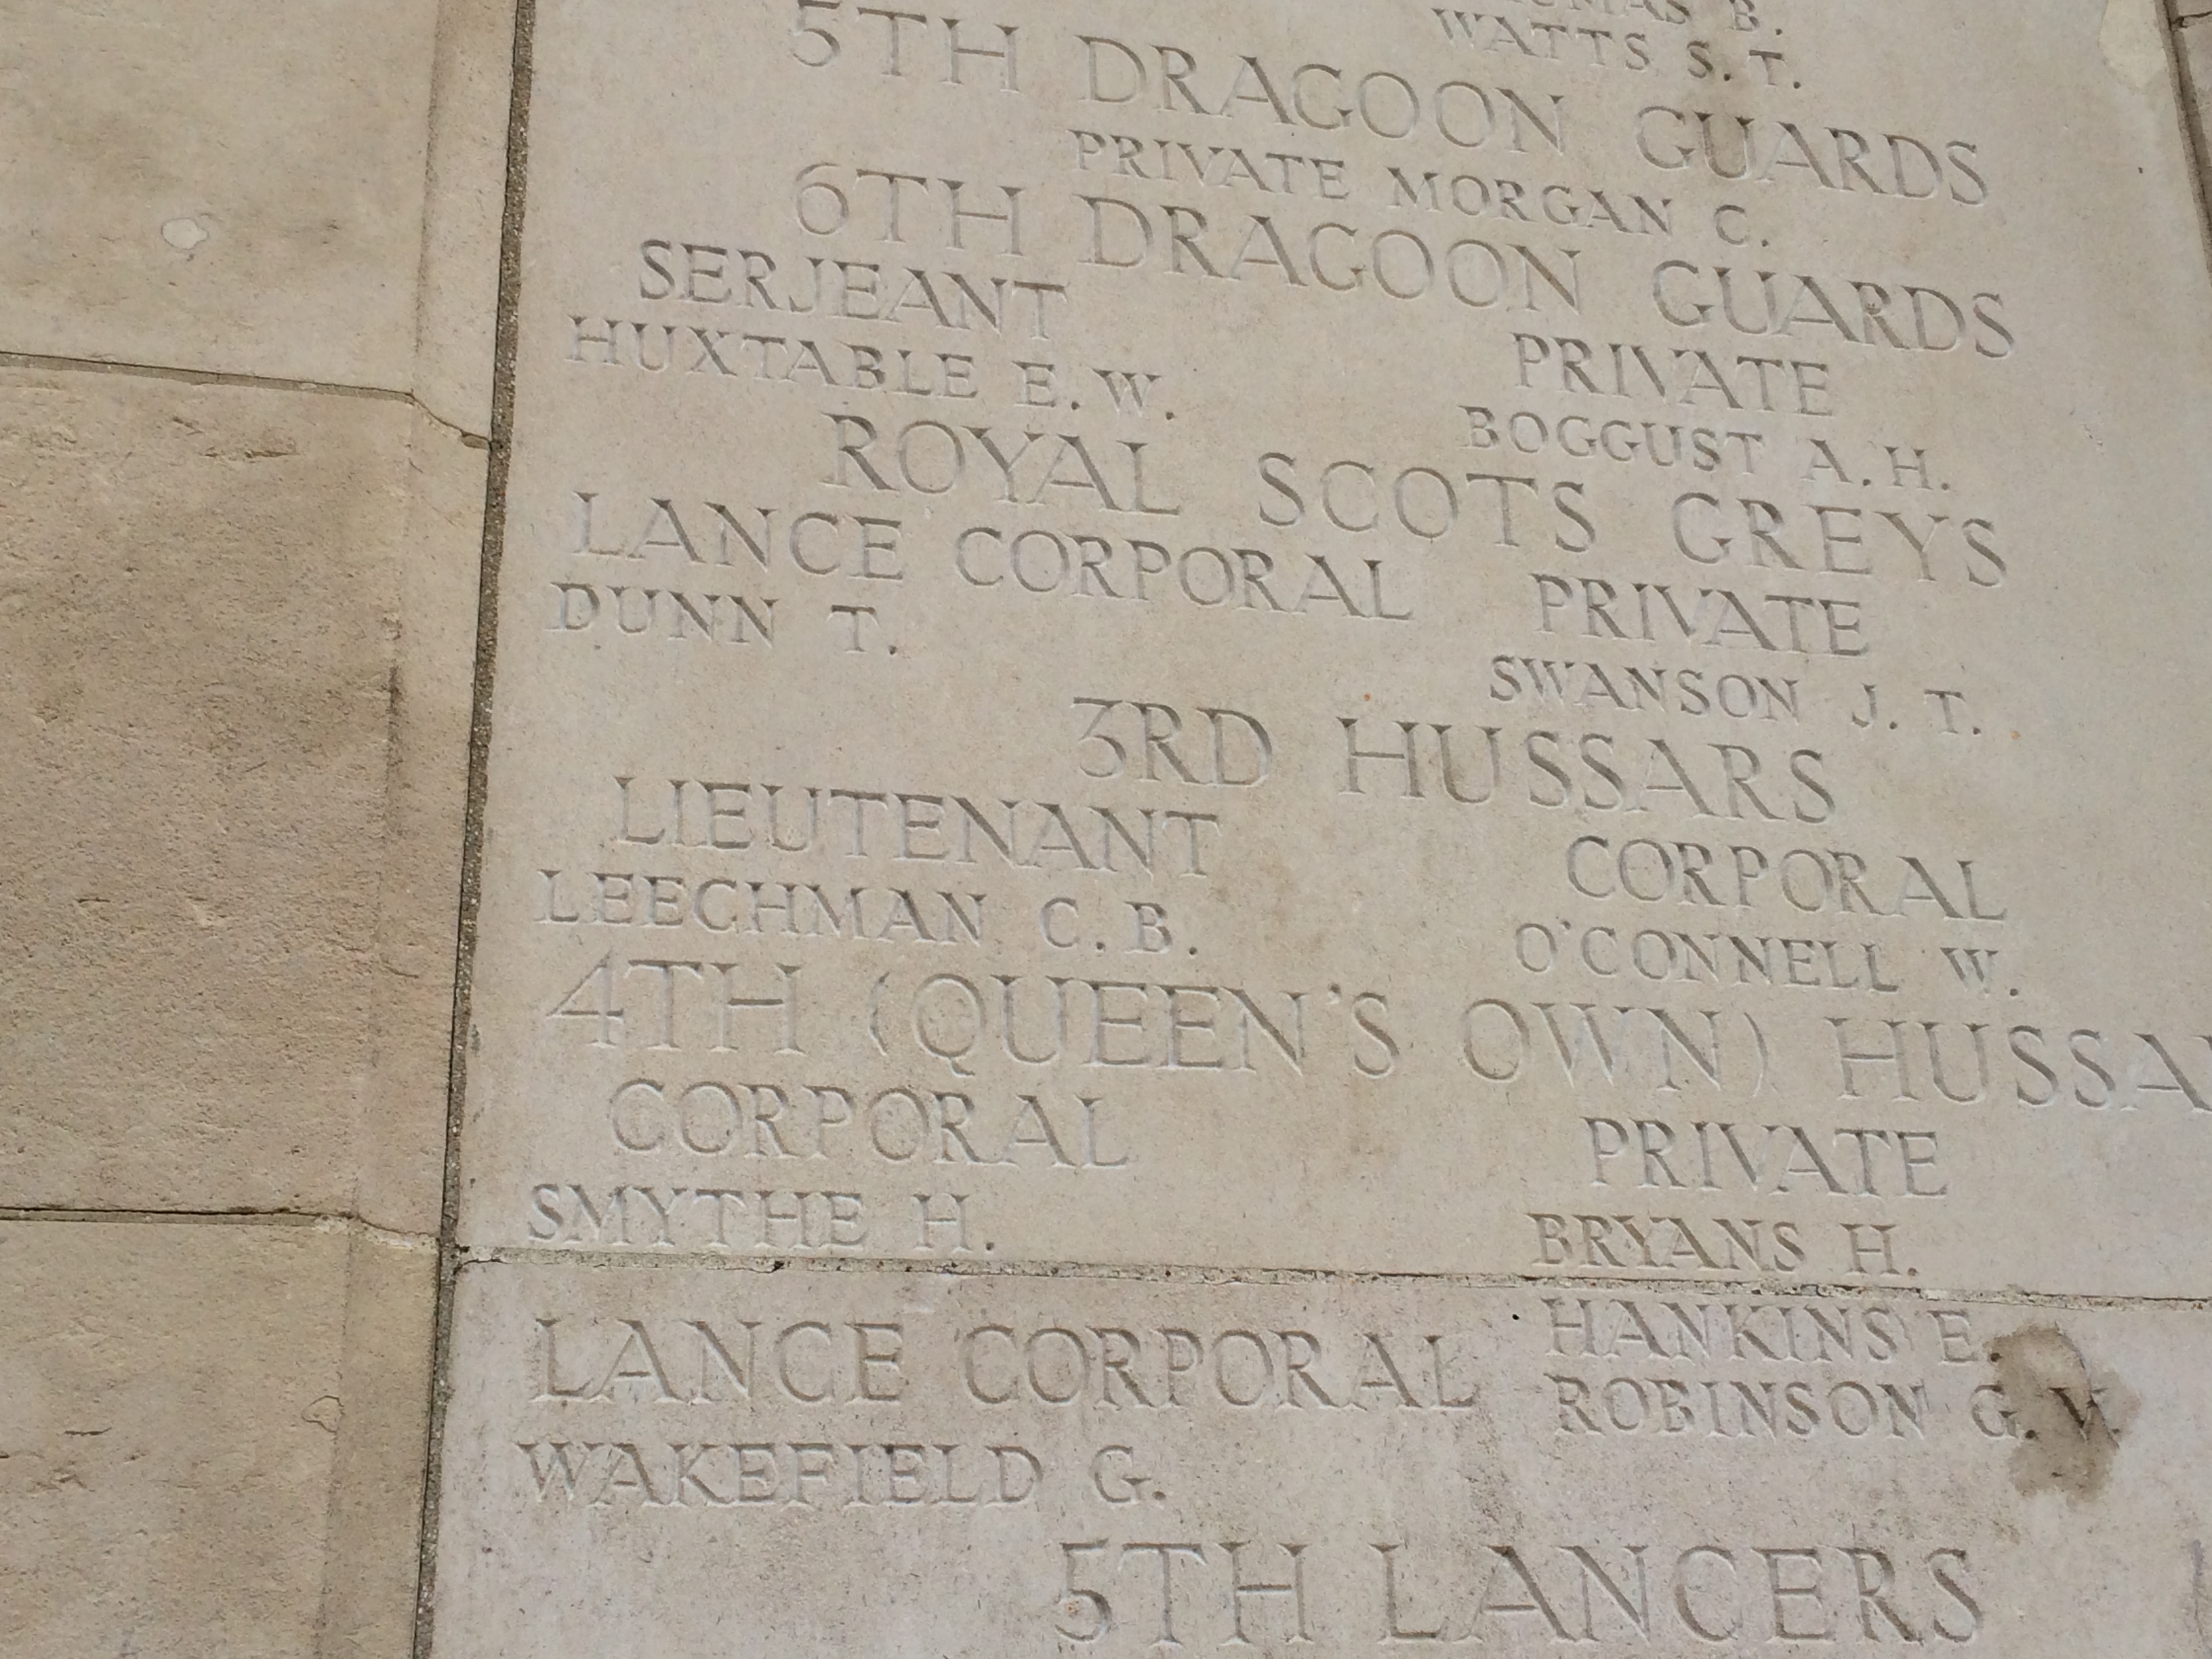 B.
WATTS S. T.
5TH DRAGOON GUARDS
PRIVATE MORGAN C.
6TH DRAGOON GUARDS
SERJEANT
HUXTABLE E. W.
PRIVATE
BOGGUST A. H.
ROYAL SCOTS GREYS
LANCE CORPORAL
DUNN T.
PRIVATE
SWANSON J. T.
3RD HUSSARS
LIEUTENANT
LEECHMAN C. B.
CORPORAL
O'CONNELL W.
4TH (QUEEN'S OWN) HUSSA
CORPORAL
SMYTHE H.
LANCE CORPORAL
WAKEFIELD G.
PRIVATE
BRYANS H.
HANKINS E.
ROBINSON G. W.
5TH LANCERS